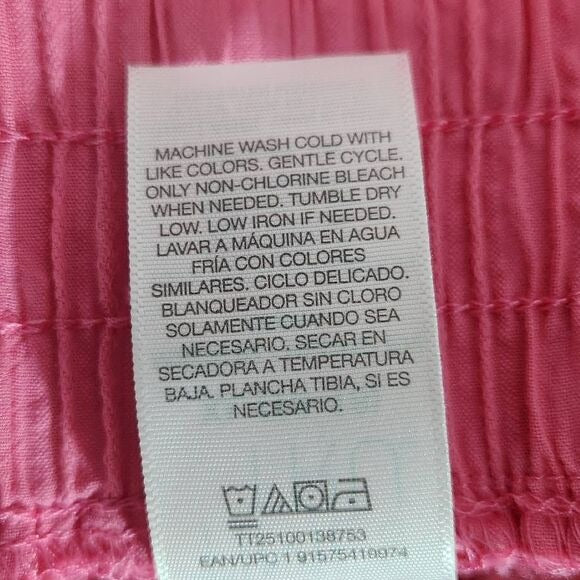 MACHINE WASH COLD WITH
LIKE COLORS. GENTLE CYCLE.
ONLY NON-CHLORINE BLEACH
WHEN NEEDED. TUMBLE DRY
LOW. LOW IRON IF NEEDED.
LAVAR A MÁQUINA EN AGUA
FRÍA CON COLORES
SIMILARES. CICLO DELICADO.
BLANQUEADOR SIN CLORO
SOLAMENTE CUANDO SEA
NECESARIO. SECAR EN
SECADORA A TEMPERATURA
BAJA. PLANCHA TIBIA, SI ES
NECESARIO.
TT25100138753
EAN/UPC 1 91575410974